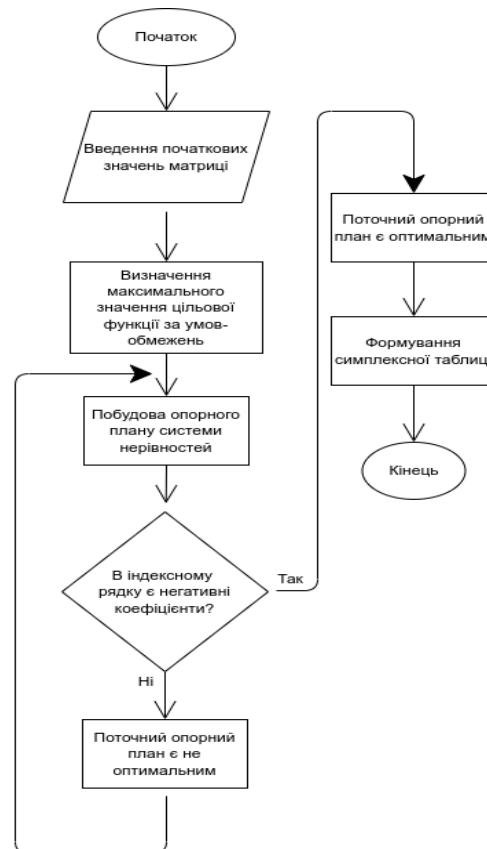 Початок
Введення початкових
значень матриці
Визначення
максимального
значення цільової
функції за умов-
обмежень
Побудова опорного
плану системи
нерівностей
В індексному
рядку є негативні
коефіцієнти?
Так
Ні
Поточний опорний
план є не
оптимальним
Поточний опорний
план є оптимальним
Формування
симплексної таблиц
Кінець